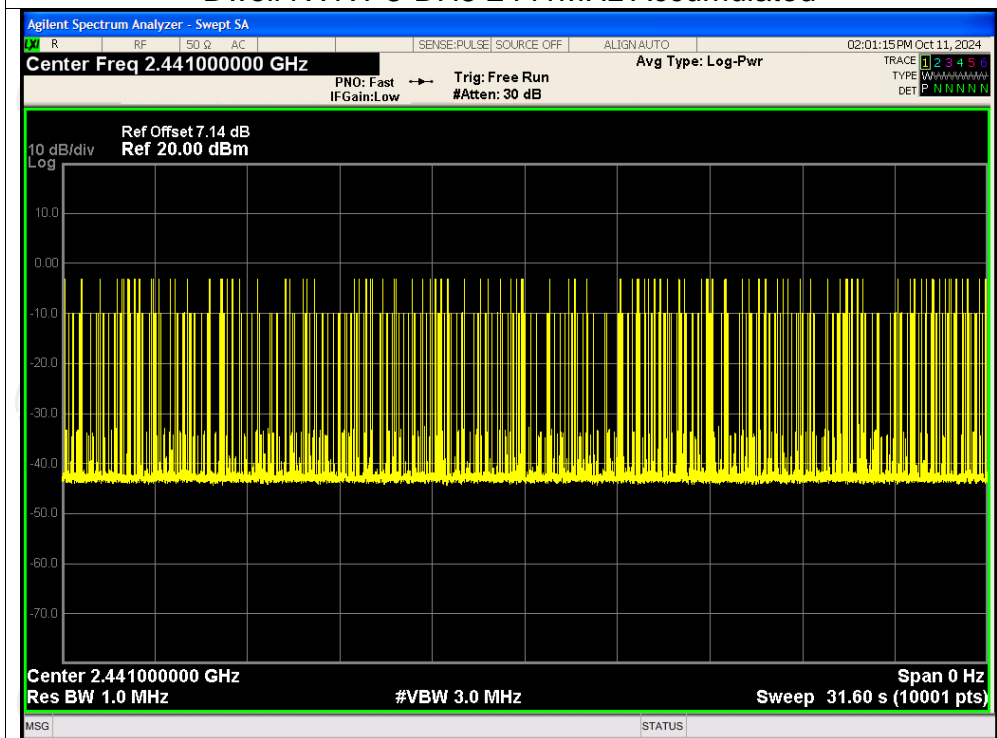 Agilent Spectrum Analyzer - Swept SA
LXI R RF 50 Ω AC SENSE:PULSE SOURCE OFF ALIGN AUTO 02:01:15 PM Oct 11, 2024
Center Freq 2.441000000 GHz
PNO: Fast
IFGain:Low
Trig: Free Run
#Atten: 30 dB
Avg Type: Log-Pwr
TRACE 1 2 3 4 5 6
TYPE
DET P N N N N N
10 dB/div
Log
Ref Offset 7.14 dB
Ref 20.00 dBm
10.0
0.00
-10.0
-20.0
-30.0
-40.0
-50.0
-60.0
-70.0
Center 2.441000000 GHz Span 0 Hz
Res BW 1.0 MHz #VBW 3.0 MHz Sweep 31.60 s (10001 pts)
MSG STATUS